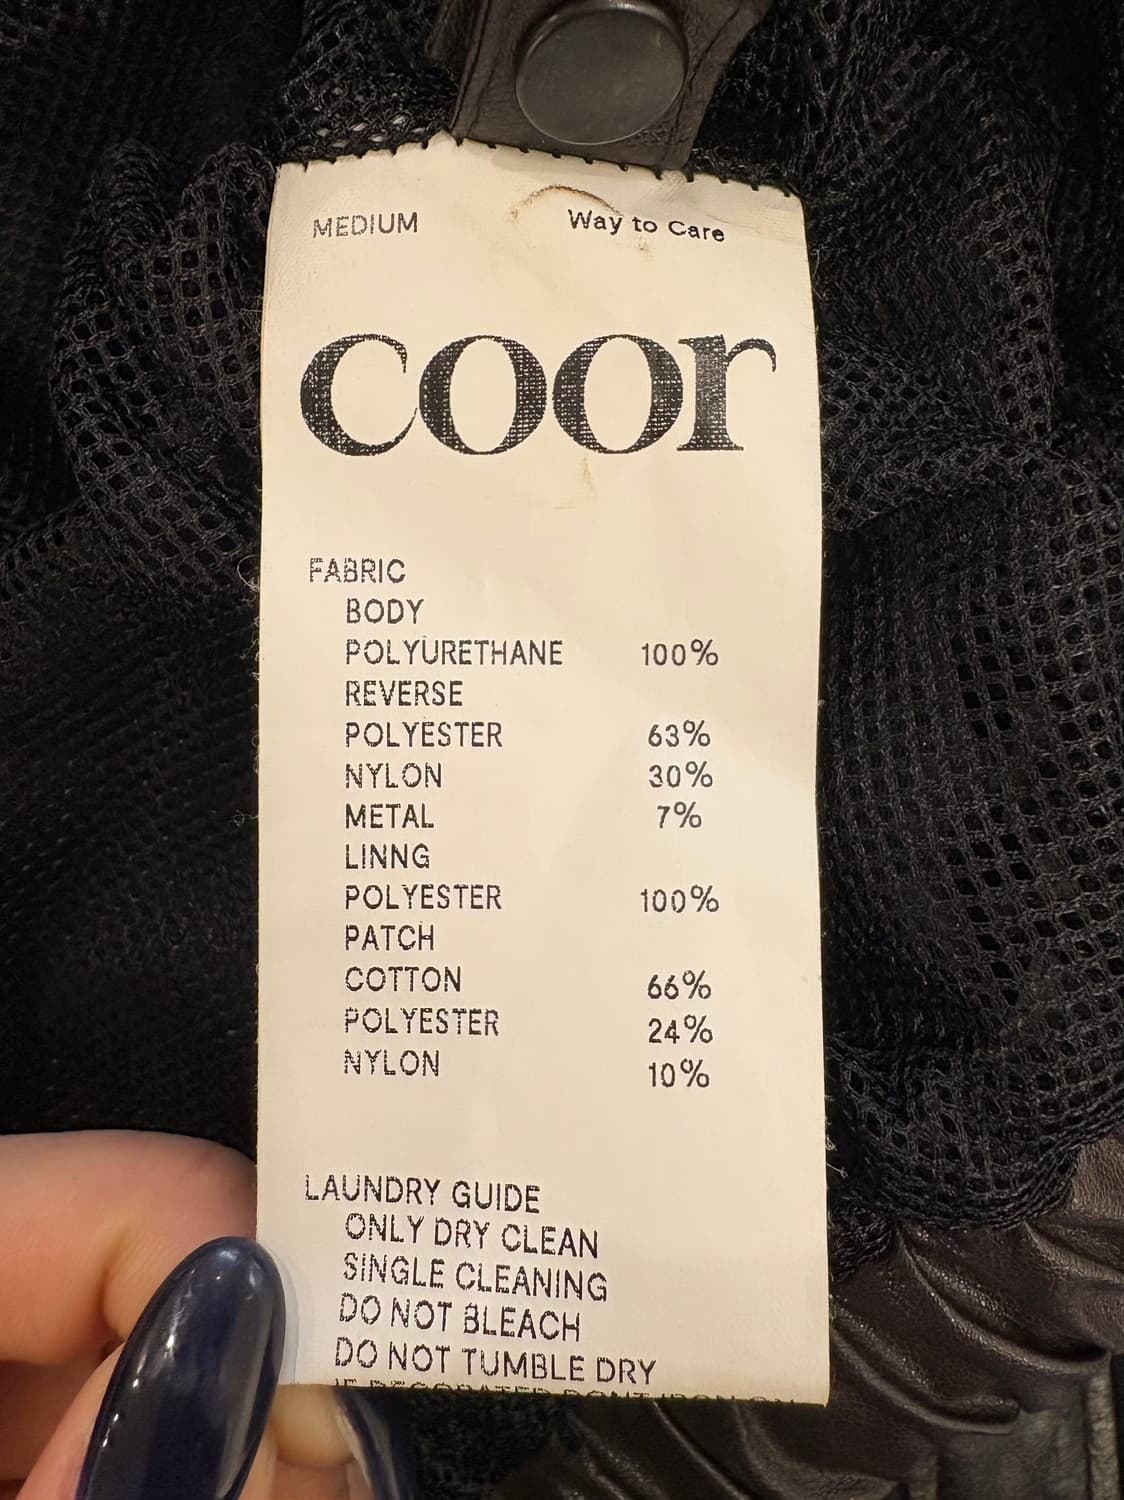 MEDIUM Way to Care
coor
FABRIC
BODY
POLYURETHANE 100%
REVERSE
POLYESTER 63%
NYLON 30%
METAL 7%
LINNG
POLYESTER 100%
PATCH
COTTON 66%
POLYESTER 24%
NYLON 10%
LAUNDRY GUIDE
ONLY DRY CLEAN
SINGLE CLEANING
DO NOT BLEACH
DO NOT TUMBLE DRY